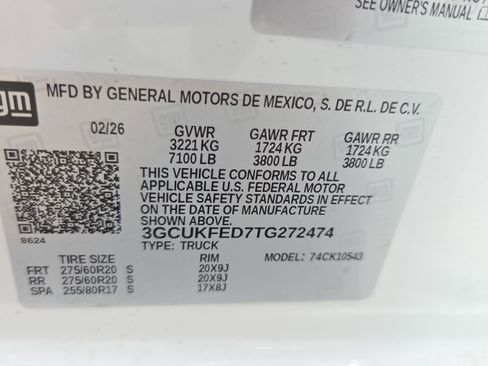 SEE OWNER'S MANUAL
gm
MFD BY GENERAL MOTORS DE MEXICO, S. DE R.L. DE C.V.
02/26 GVWR GAWR FRT GAWR RR
3221 KG 1724 KG 1724 KG
7100 LB 3800 LB 3800 LB
THIS VEHICLE CONFORMS TO ALL
APPLICABLE U.S. FEDERAL MOTOR
VEHICLE SAFETY STANDARDS IN EFFECT
ON THE DATE OF MANUFACTURE
SHOWN ABOVE.
8624 3GCUKFED7TG272474
TYPE: TRUCK
TIRE SIZE RIM MODEL: 74CK10543
FRT 275/60R20 S 20X9J
RR 275/60R20 S 20X9J
SPA 255/80R17 S 17X8J